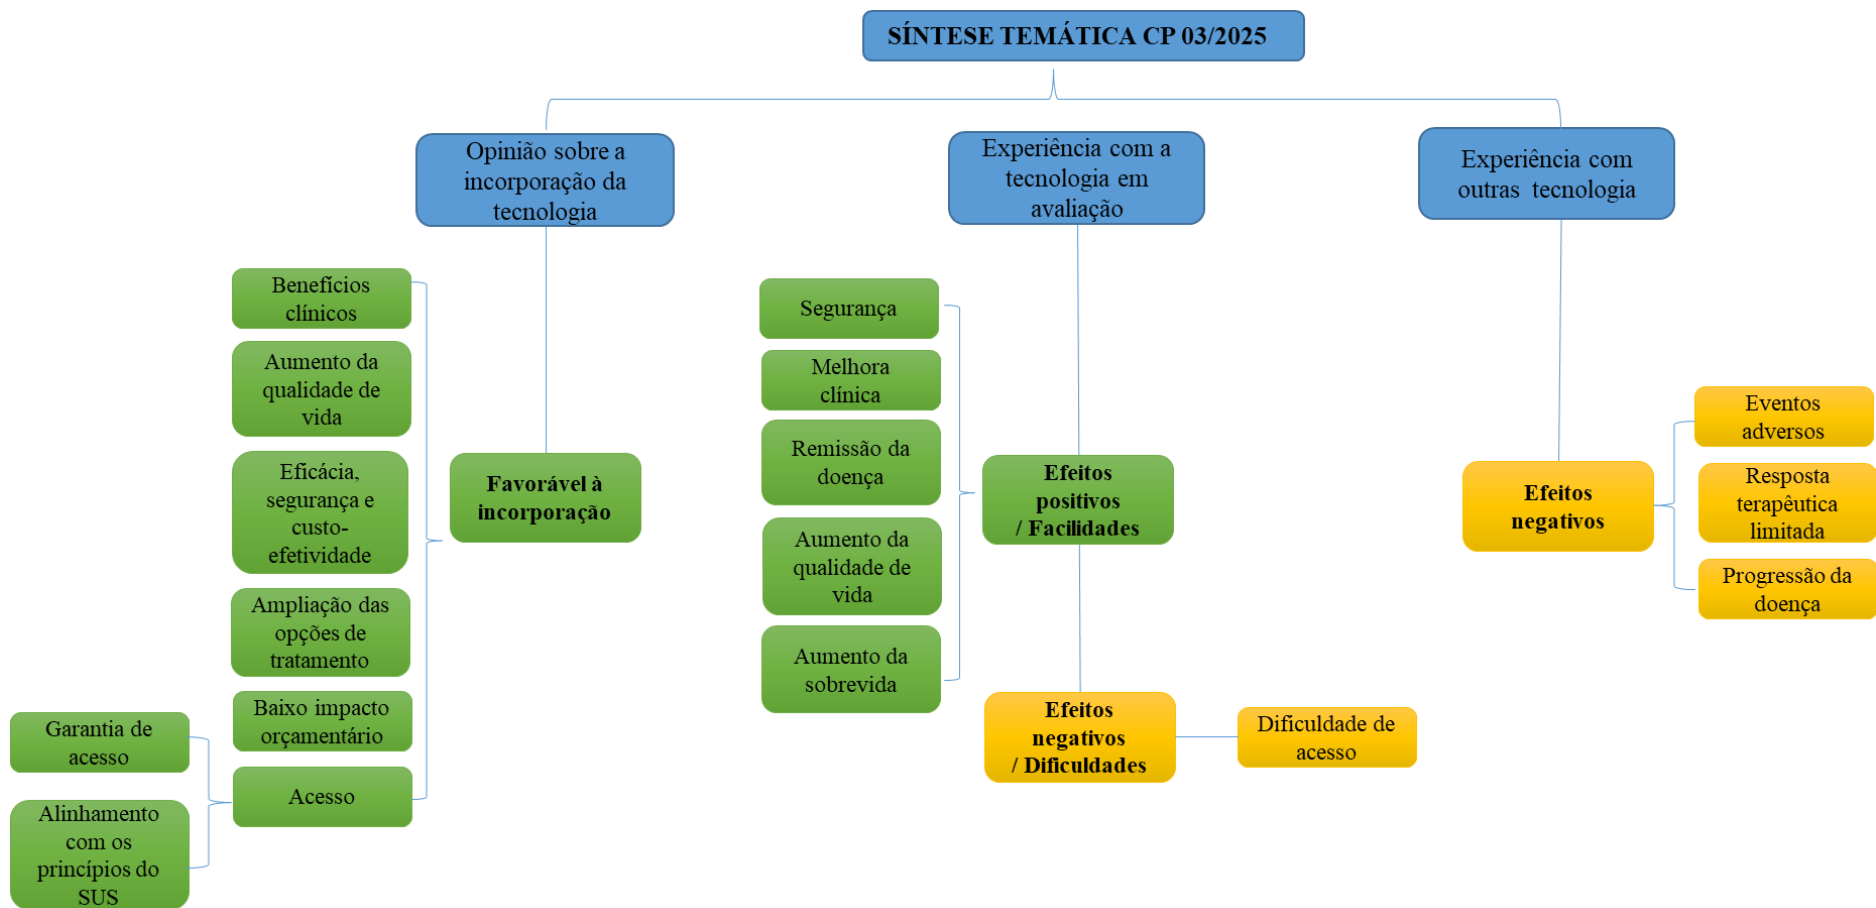 SÍNTESE TEMÁTICA CP 03/2025
Opinião sobre a
incorporação da
tecnologia
Experiência com a
tecnologia em
avaliação
Experiência com
outras tecnologia
Benefícios
clínicos
Aumento da
qualidade de
vida
Eficácia,
segurança e
custo-
efetividade
Ampliação das
opções de
tratamento
Baixo impacto
orçamentário
Acesso
Garantia de
acesso
Alinhamento
com os
princípios do
SUS
Favorável à
incorporação
Segurança
Melhora
clínica
Remissão da
doença
Aumento da
qualidade de
vida
Aumento da
sobrevida
Efeitos
positivos
/ Facilidades
Efeitos
negativos
/ Dificuldades
Dificuldade de
acesso
Efeitos
negativos
Eventos
adversos
Resposta
terapêutica
limitada
Progressão da
doença